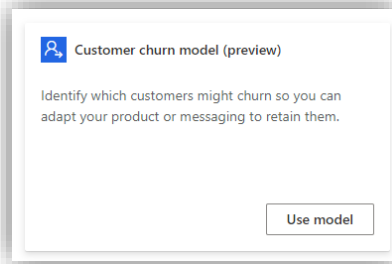 Customer churn model (preview)
Identify which customers might churn so you can
adapt your product or messaging to retain them.
Use model